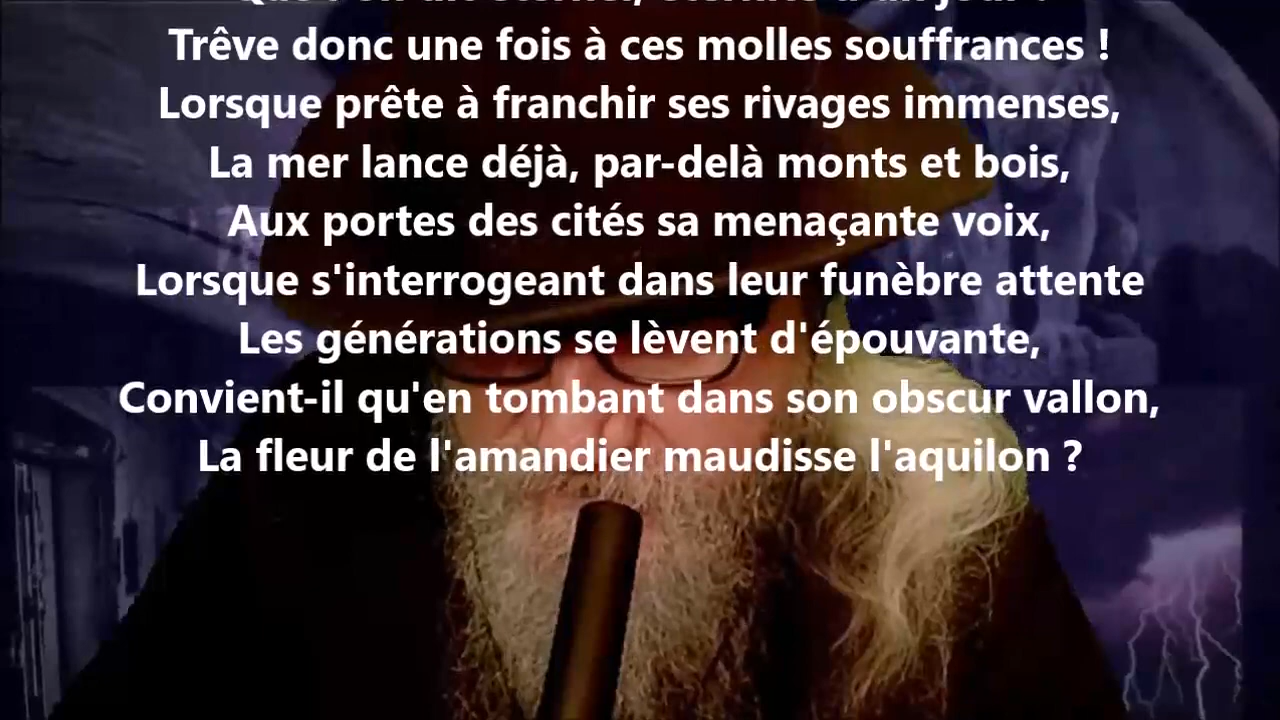 Trêve donc une fois à ces molles souffrances !
Lorsque prête à franchir ses rivages immenses,
La mer lance déjà, par-delà monts et bois,
Aux portes des cités sa menaçante voix,
Lorsque s'interrogeant dans leur funèbre attente
Les générations se lèvent d'épouvante,
Convient-il qu'en tombant dans son obscur vallon,
La fleur de l'amandier maudisse l'aquilon ?